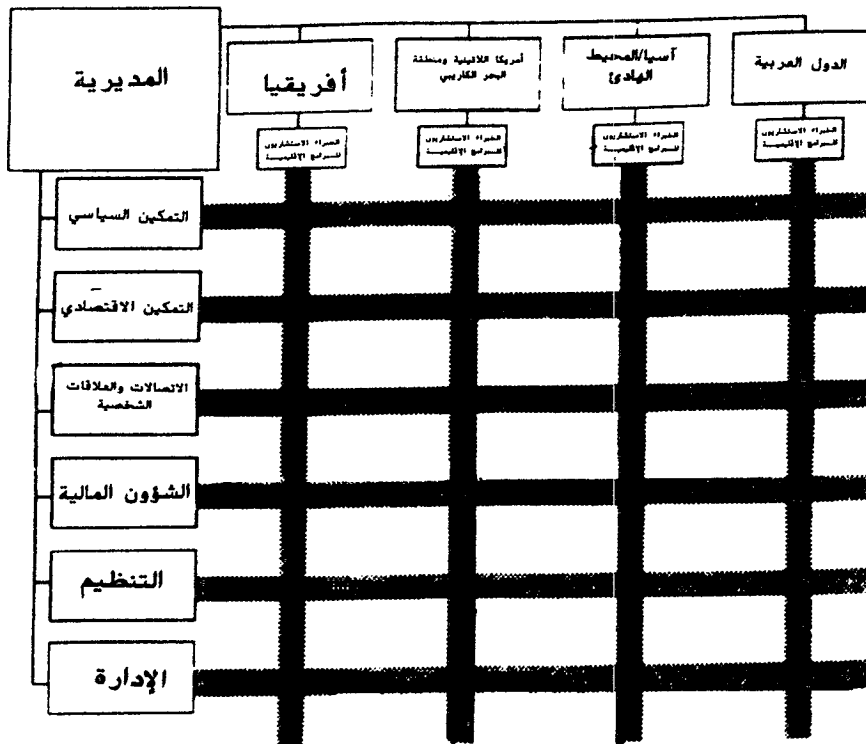 المديرية
الدول العربية
آسيا/المحيط
الهادئ
أمريكا اللاتينية ومنطقة
البحر الكاريبي
أفريقيا
الخبراء الاستشاريون
للبرامج الإقليمية
الخبراء الاستشاريون
للبرامج الإقليمية
الخبراء الاستشاريون
للبرامج الإقليمية
الخبراء الاستشاريون
للبرامج الإقليمية
التمكين السياسي
التمكين الاقتصادي
الاتصالات والعلاقات
الشخصية
الشؤون المالية
التنظيم
الإدارة